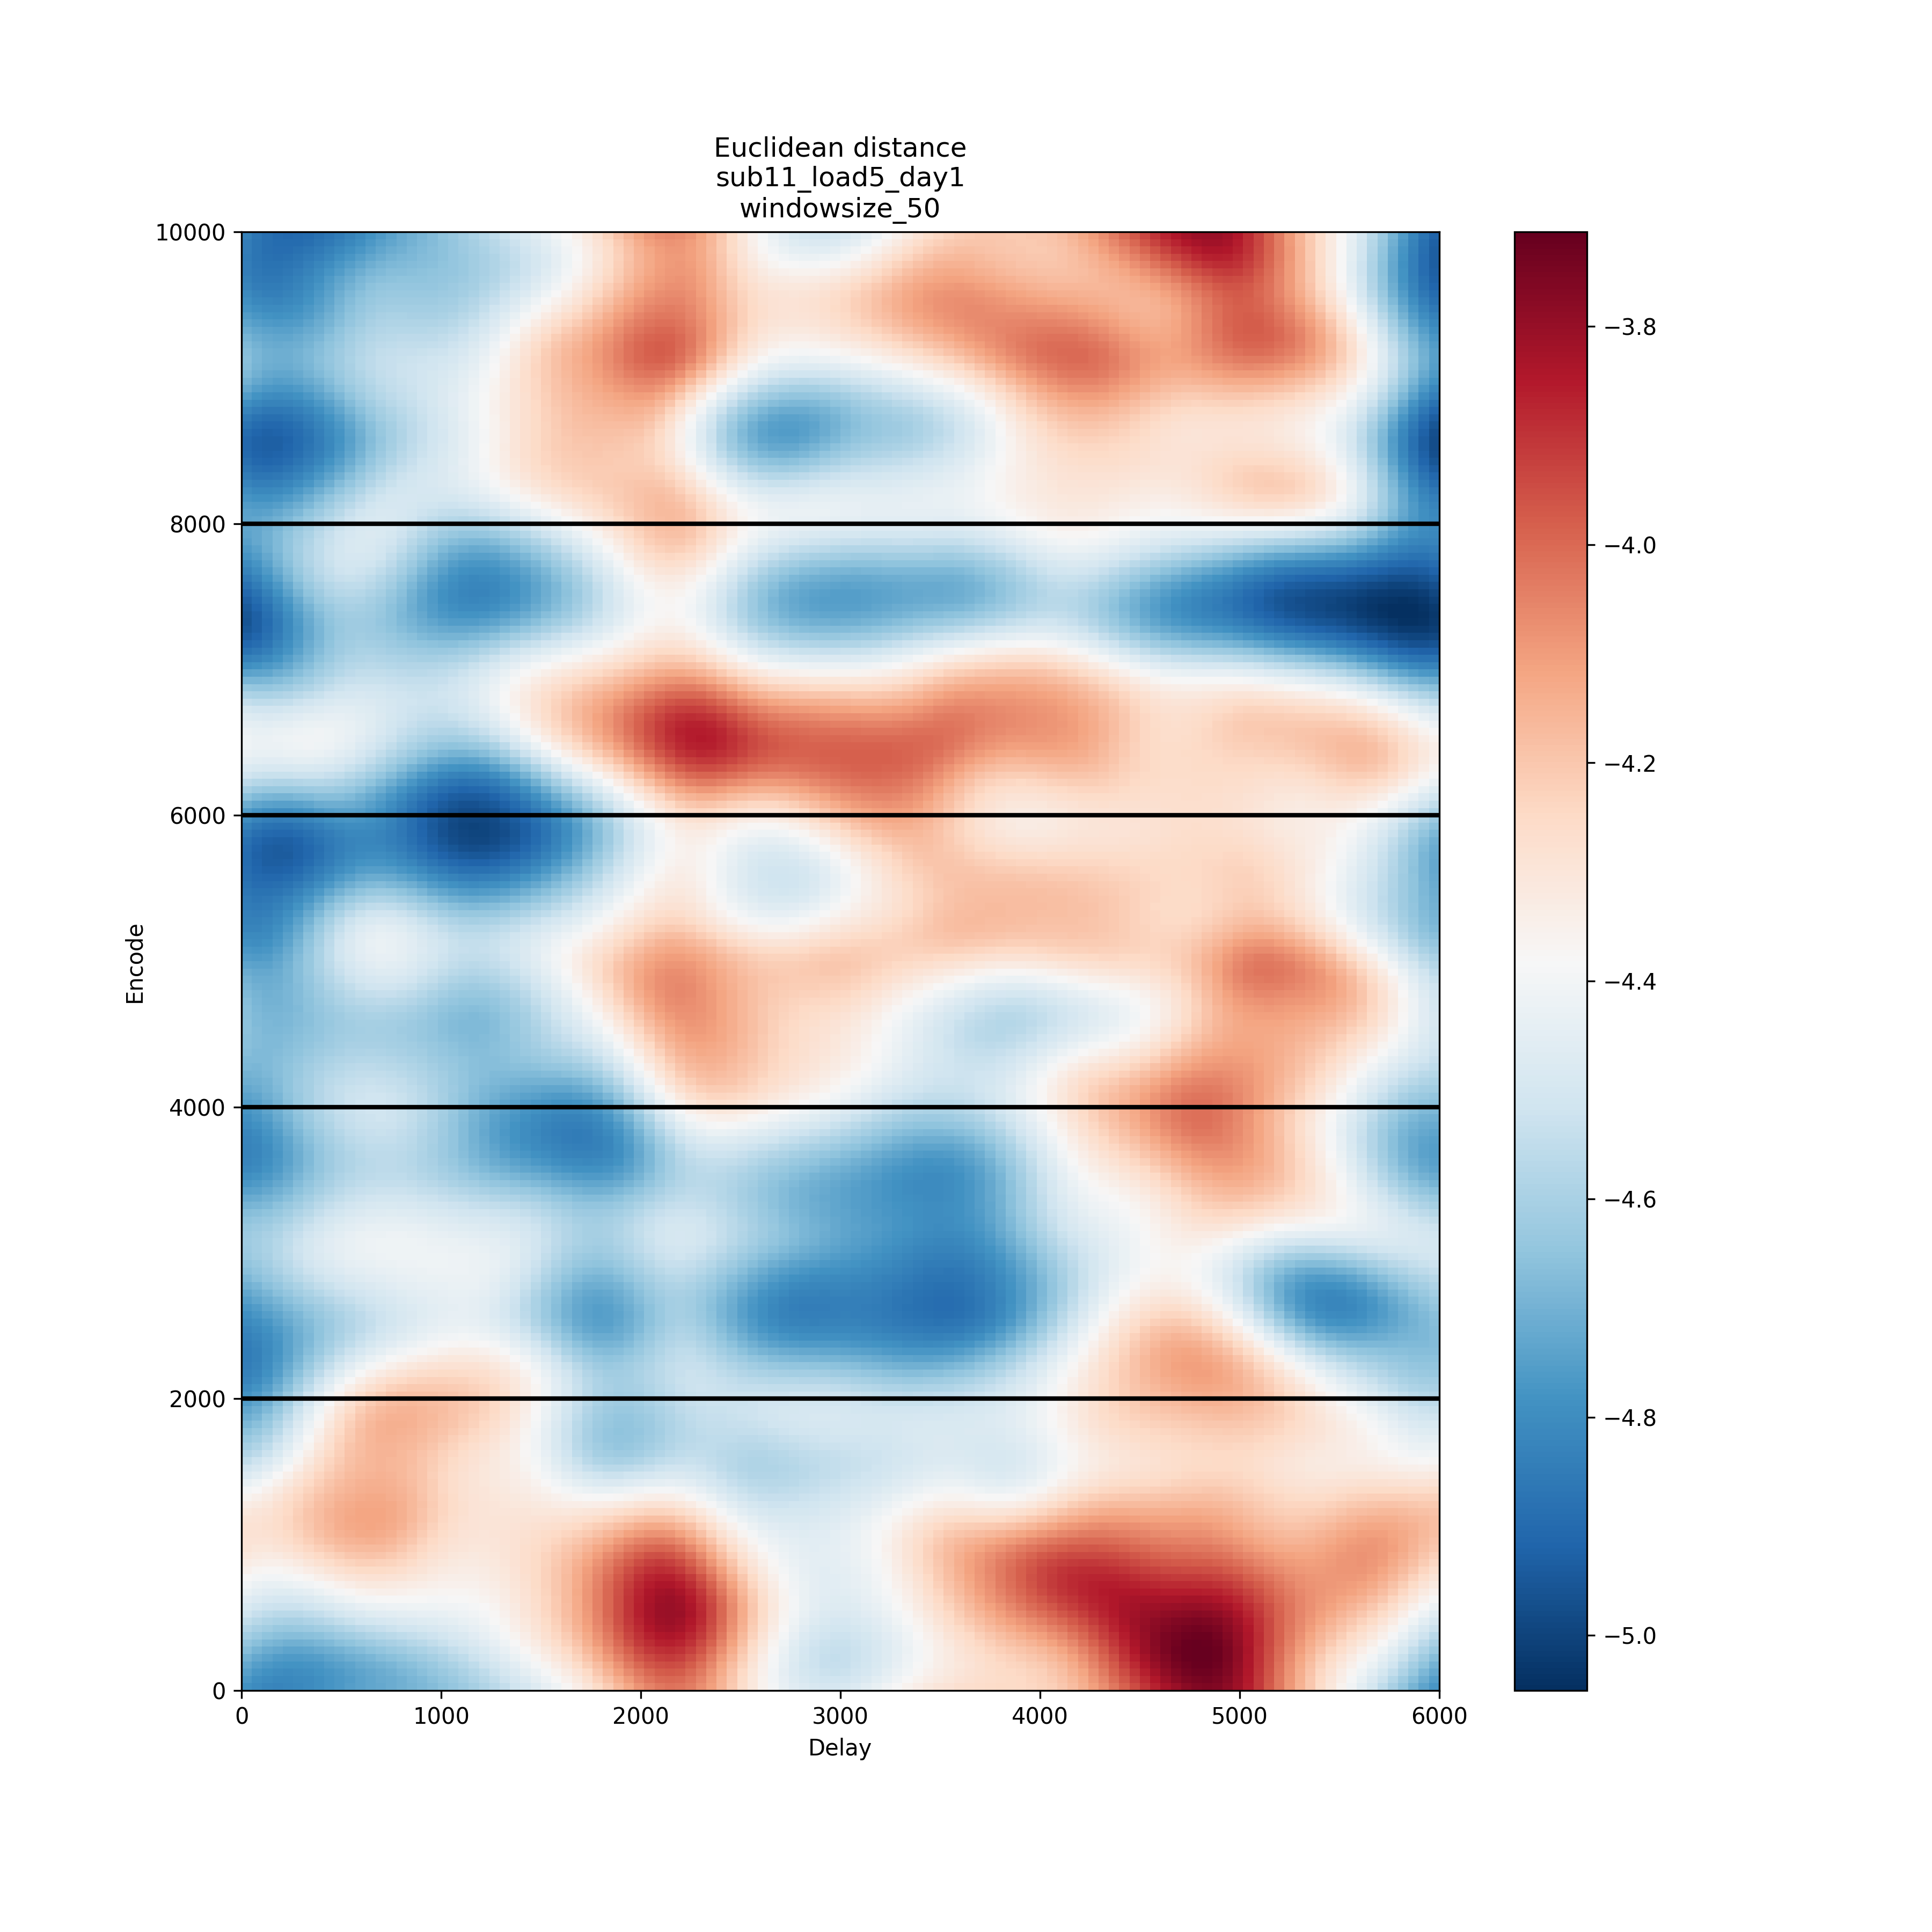 Euclidean distance
sub11_load5_day1
windowsize_50
10000
8000
6000
4000
2000
0
Encode
0 1000 2000 3000 4000 5000 6000
Delay
−3.8
−4.0
−4.2
−4.4
−4.6
−4.8
−5.0